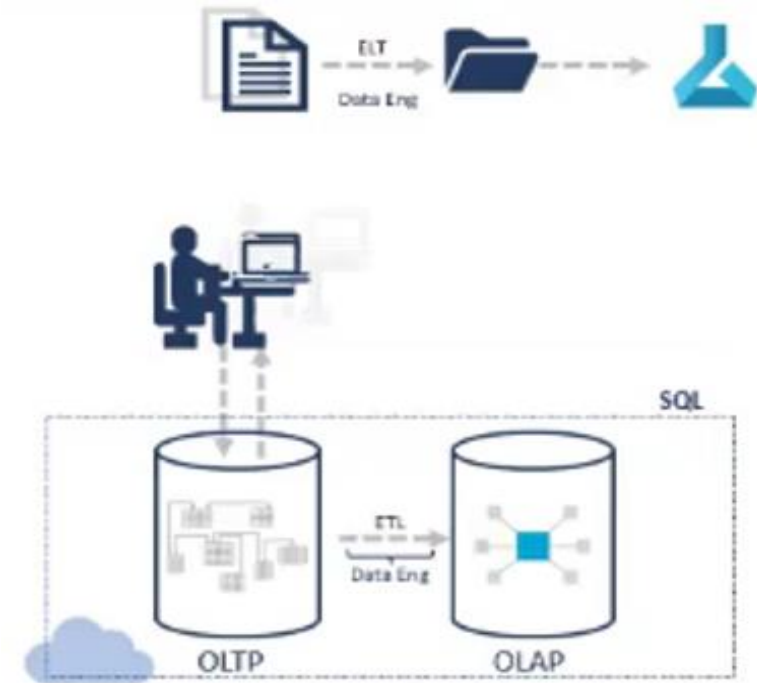 ELT
Data Eng
SQL
ETL
Data Eng
OLTP
OLAP